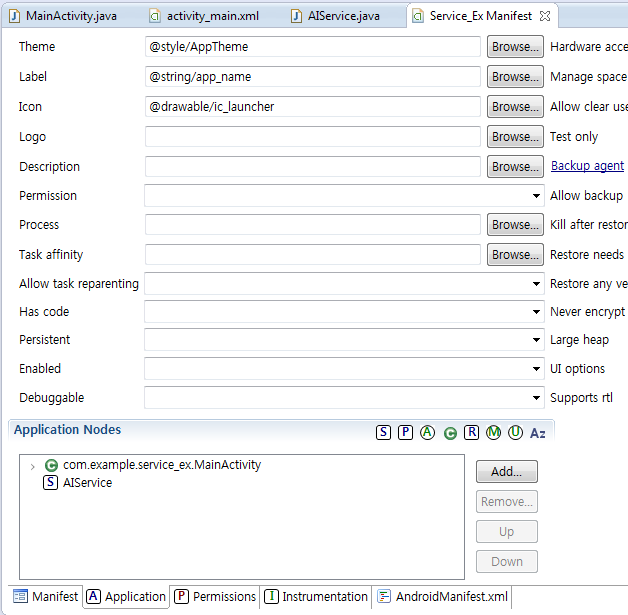 MainActivity.java activity_main.xml AIService.java Service_Ex Manifest
Theme @style/AppTheme Browse... Hardware acce
Label @string/app_name Browse... Manage space
Icon @drawable/ic_launcher Browse... Allow clear use
Logo Browse... Test only
Description Browse... Backup agent
Permission Allow backup
Process Browse... Kill after restor
Task affinity Browse... Restore needs
Allow task reparenting Restore any ve
Has code Never encrypt
Persistent Large heap
Enabled UI options
Debuggable Supports rtl
Application Nodes S P A C R M U Az
C com.example.service_ex.MainActivity Add...
S AIService
Remove...
Up
Down
Manifest A Application P Permissions I Instrumentation AndroidManifest.xml